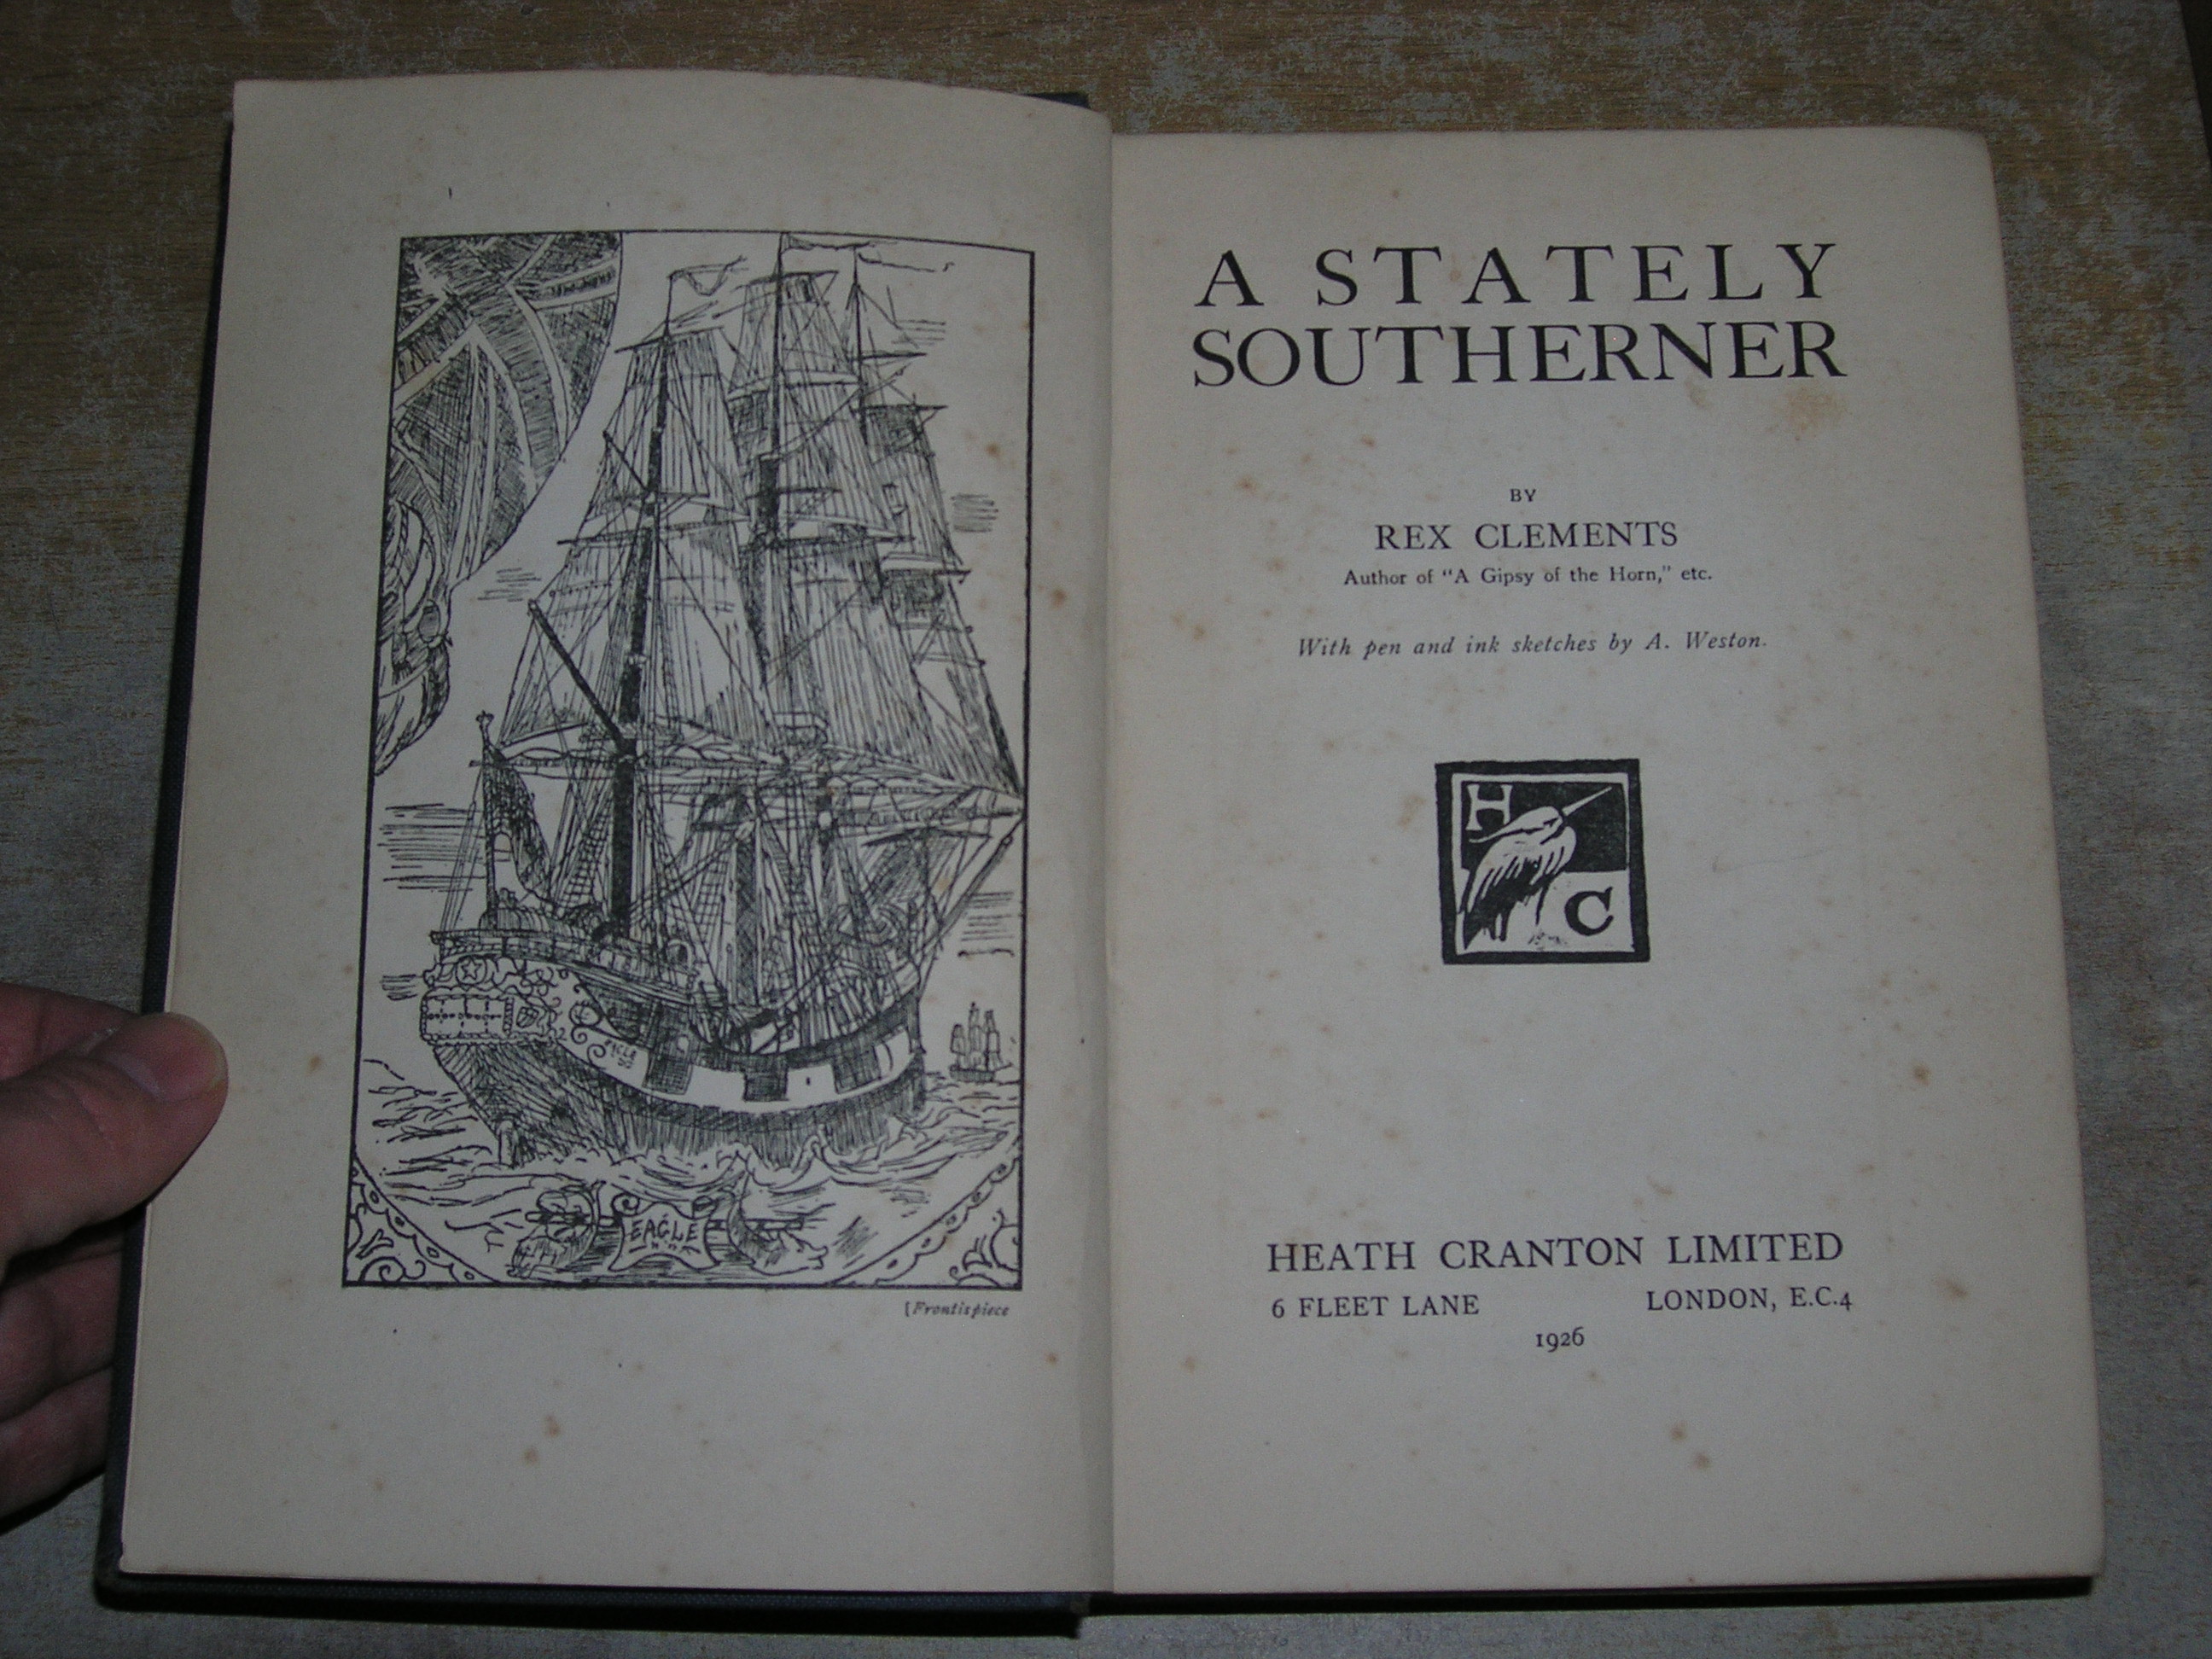 EAGLE
EAGLE
[Frontispiece
A STATELY
SOUTHERNER
BY
REX CLEMENTS
Author of "A Gipsy of the Horn," etc.
With pen and ink sketches by A. Weston.
H
C
HEATH CRANTON LIMITED
6 FLEET LANE LONDON, E.C.4
1926